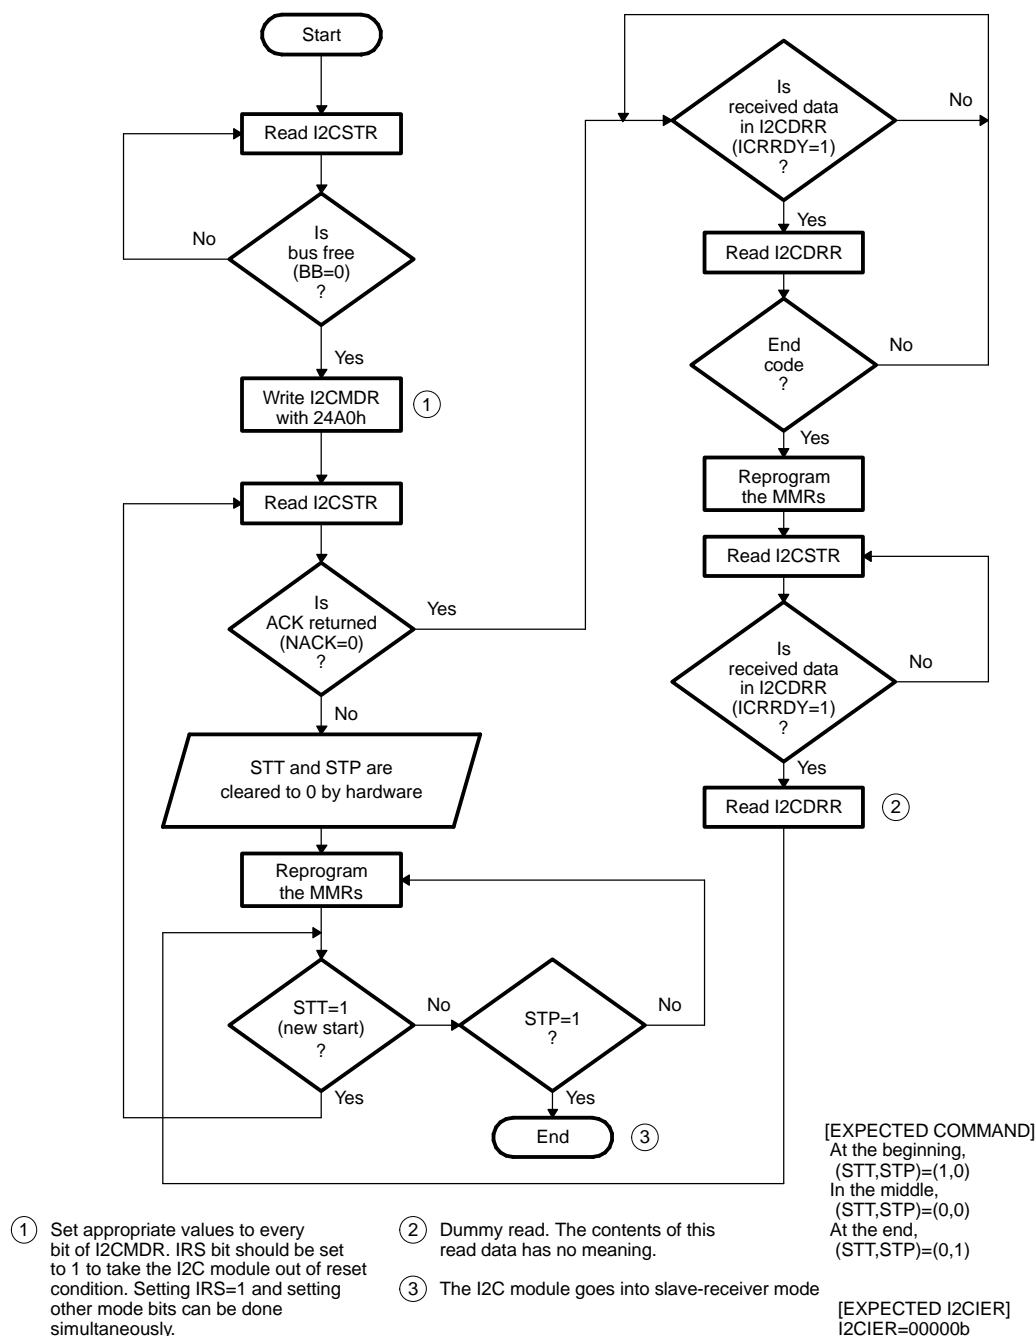 Start
Read I2CSTR
Is
bus free
(BB=0)
?
No
Yes
Write I2CMDR
with 24A0h
1
Read I2CSTR
Is
ACK returned
(NACK=0)
?
Yes
No
STT and STP are
cleared to 0 by hardware
Reprogram
the MMRs
STT=1
(new start)
?
No
Yes
STP=1
?
No
Yes
End
3
Is
received data
in I2CDRR
(ICRRDY=1)
?
No
Yes
Read I2CDRR
End
code
?
No
Yes
Reprogram
the MMRs
Read I2CSTR
Is
received data
in I2CDRR
(ICRRDY=1)
?
No
Yes
Read I2CDRR
2
[EXPECTED COMMAND]
At the beginning,
(STT,STP)=(1,0)
In the middle,
(STT,STP)=(0,0)
At the end,
(STT,STP)=(0,1)
1 Set appropriate values to every
bit of I2CMDR. IRS bit should be set
to 1 to take the I2C module out of reset
condition. Setting IRS=1 and setting
other mode bits can be done
simultaneously.
2 Dummy read. The contents of this
read data has no meaning.
3 The I2C module goes into slave-receiver mode
[EXPECTED I2CIER]
I2CIER=00000b